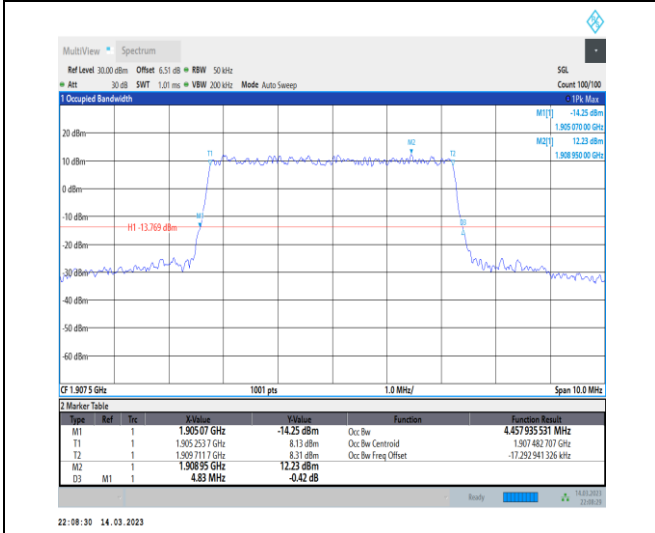 MultiView Spectrum
Ref Level 30.00 dBm Offset 6.51 dB RBW 50 kHz SGL
Att 30 dB SWT 1.01 ms VBW 200 kHz Mode Auto Sweep Count 100/100
1 Occupied Bandwidth 1Pk Max
M1[1] -14.25 dBm
1.905 070 00 GHz
M2[1] 12.23 dBm
1.908 950 00 GHz
20 dBm
M2
T1 T2
10 dBm
0 dBm
-10 dBm
M1 D3
H1 -13.769 dBm
-20 dBm
-30 dBm
-40 dBm
-50 dBm
-60 dBm
CF 1.907 5 GHz 1001 pts 1.0 MHz/ Span 10.0 MHz
2 Marker Table
Type Ref Trc X-Value Y-Value Function Function Result
M1 1 1.905 07 GHz -14.25 dBm Occ Bw 4.457 935 531 MHz
T1 1 1.905 253 7 GHz 8.13 dBm Occ Bw Centroid 1.907 482 707 GHz
T2 1 1.909 711 7 GHz 8.31 dBm Occ Bw Freq Offset -17.292 941 326 kHz
M2 1 1.908 95 GHz 12.23 dBm
D3 M1 1 4.83 MHz -0.42 dB
Ready 14.03.2023
22:08:29
22:08:30 14.03.2023